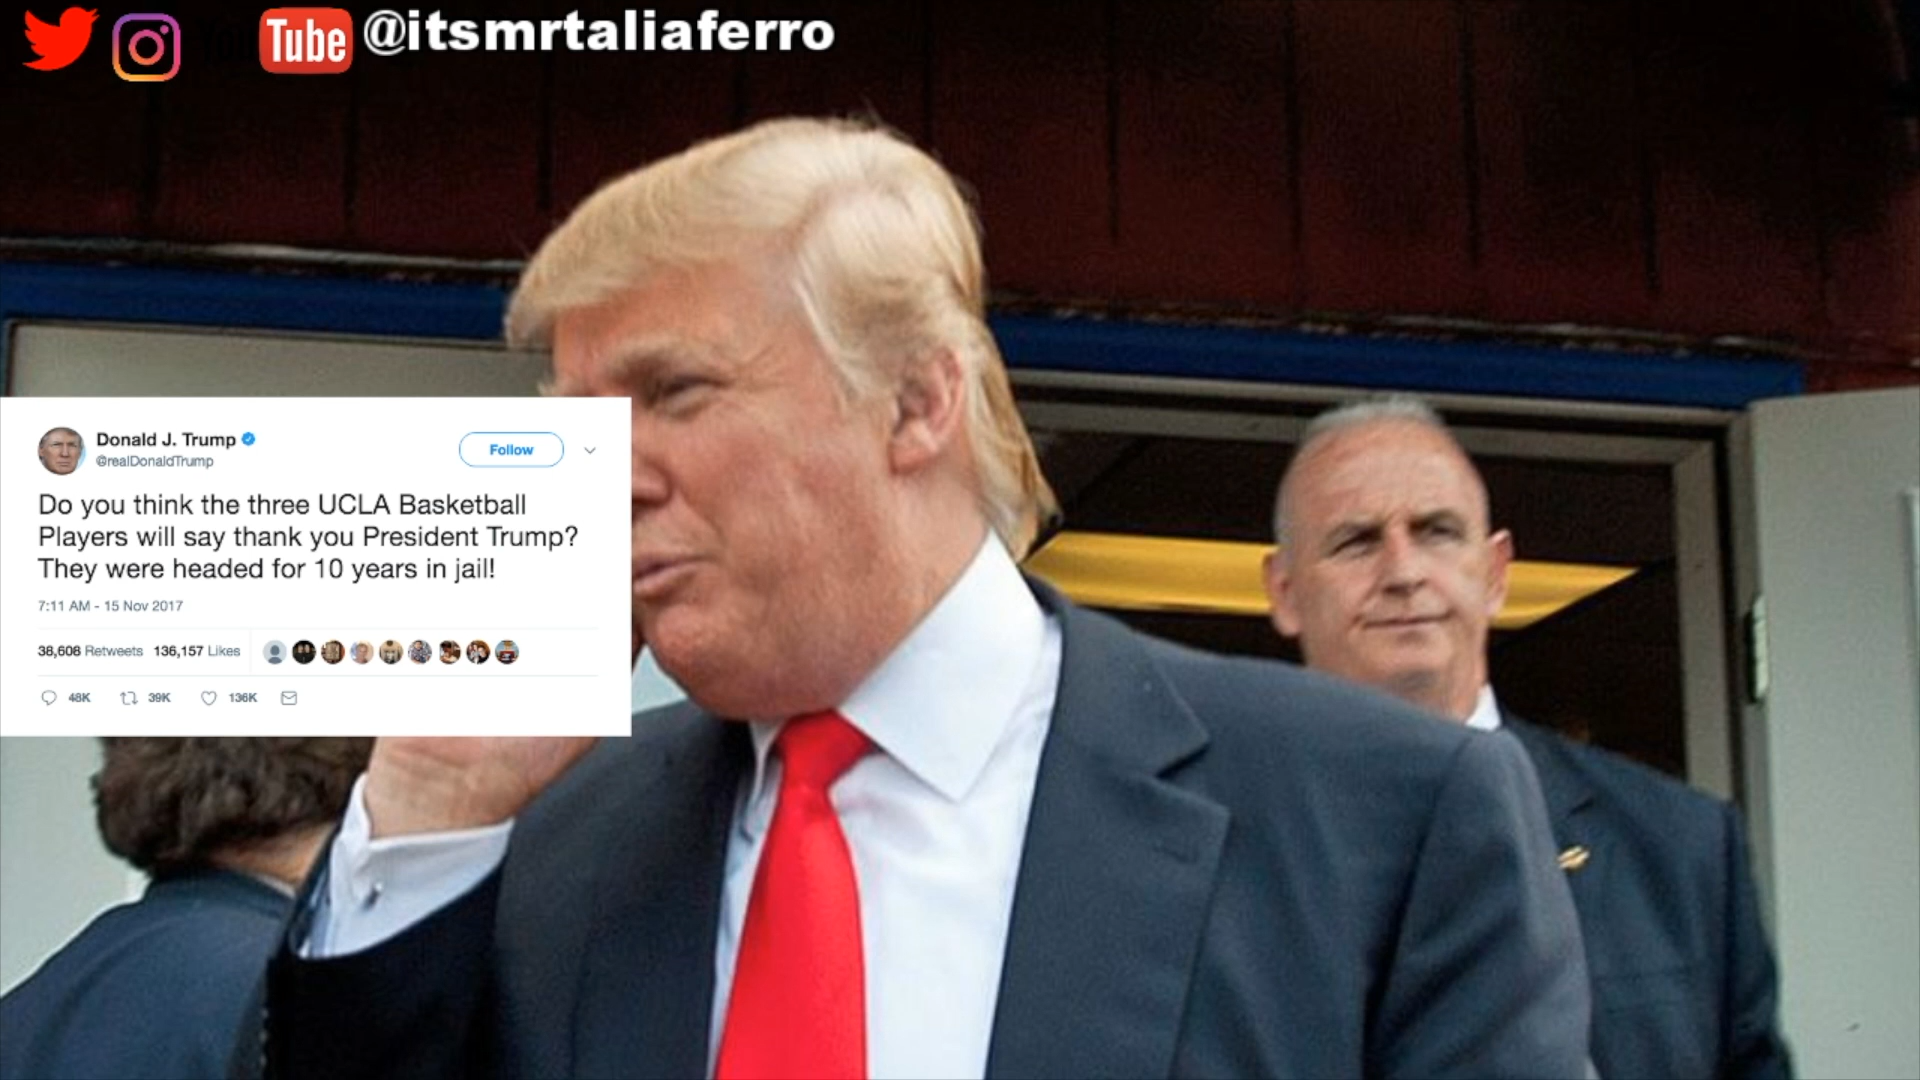 You Tube @itsmrtaliaferro
Donald J. Trump
@realDonaldTrump
Follow
Do you think the three UCLA Basketball
Players will say thank you President Trump?
They were headed for 10 years in jail!
7:11 AM - 15 Nov 2017
38,608 Retweets 136,157 Likes
48K 39K 136K